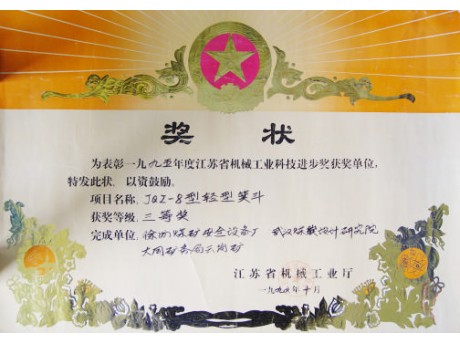 奖 状
为表彰一九九五年度江苏省机械工业科技进步奖获奖单位,
特发此状,以资鼓励。
项目名称:JQZ-8型轻型箕斗
获奖等级:三等奖
完成单位:徐州煤矿安全设备厂 武汉煤炭设计研究院
大同矿务局云岗矿
江苏省机械工业厅
一九九六年十月